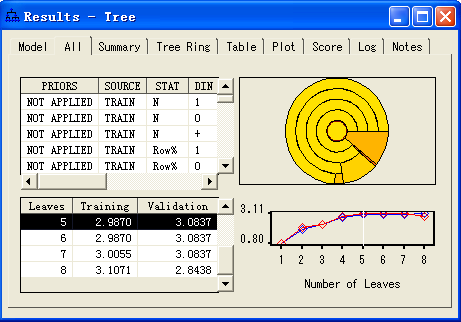 Results - Tree
Model All Summary Tree Ring Table Plot Score Log Notes
PRIORS SOURCE STAT DIN
NOT APPLIED TRAIN N 1
NOT APPLIED TRAIN N 0
NOT APPLIED TRAIN N +
NOT APPLIED TRAIN Row% 1
NOT APPLIED TRAIN Row% 0
Leaves Training Validation
5 2.9870 3.0837
6 2.9870 3.0837
7 3.0055 3.0837
8 3.1071 2.8438
3.11
0.80
1 2 3 4 5 6 7 8
Number of Leaves